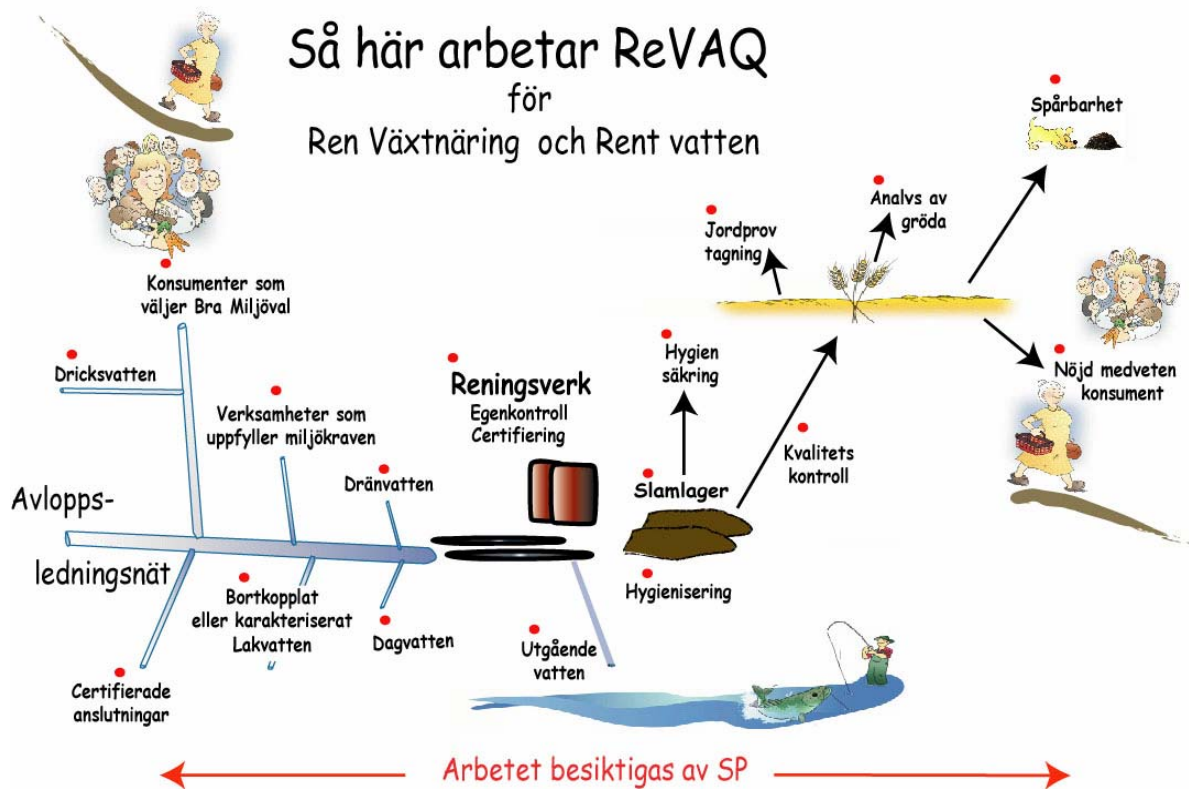 Så här arbetar ReVAQ
för
Ren Växtnäring och Rent vatten
Spårbarhet
Analys av
gröda
Jordprov
tagning
Konsumenter som
väljer Bra Miljöval
Dricksvatten
Verksamheter som
uppfyller miljökraven
Dränvatten
Reningsverk
Egenkontroll
Certifiering
Hygien
säkring
Nöjd medveten
konsument
Kvalitets
kontroll
Slamlager
Avlopps-
ledningsnät
Bortkopplat
eller karakteriserat
Lakvatten
Dagvatten
Hygienisering
Utgående
vatten
Certifierade
anslutningar
Arbetet besiktigas av SP